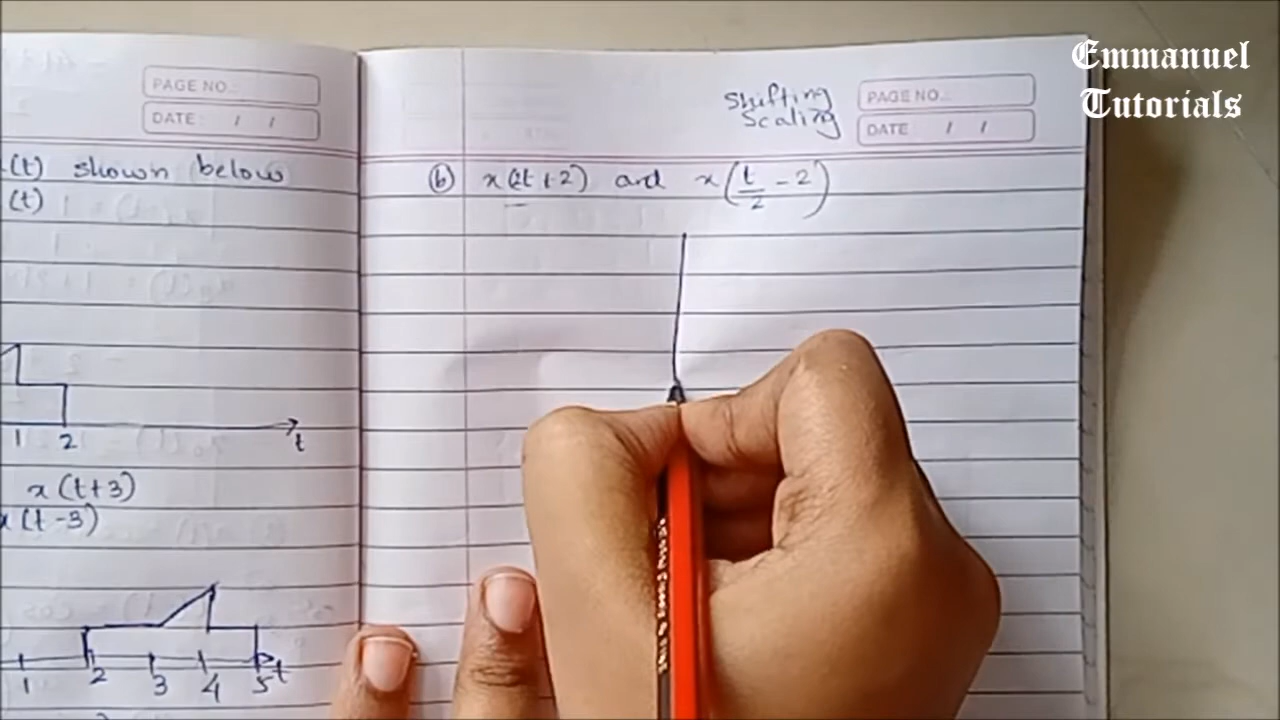 Emmanuel
Tutorials
PAGE NO.:
DATE: / /
(t) shown below
(t)
1 2 t
x(t+3)
x(t-3)
1 2 3 4 5 t
Shifting
Scaling
PAGE NO.:
DATE / /
(b) x(2t+2) and x(t/2 - 2)